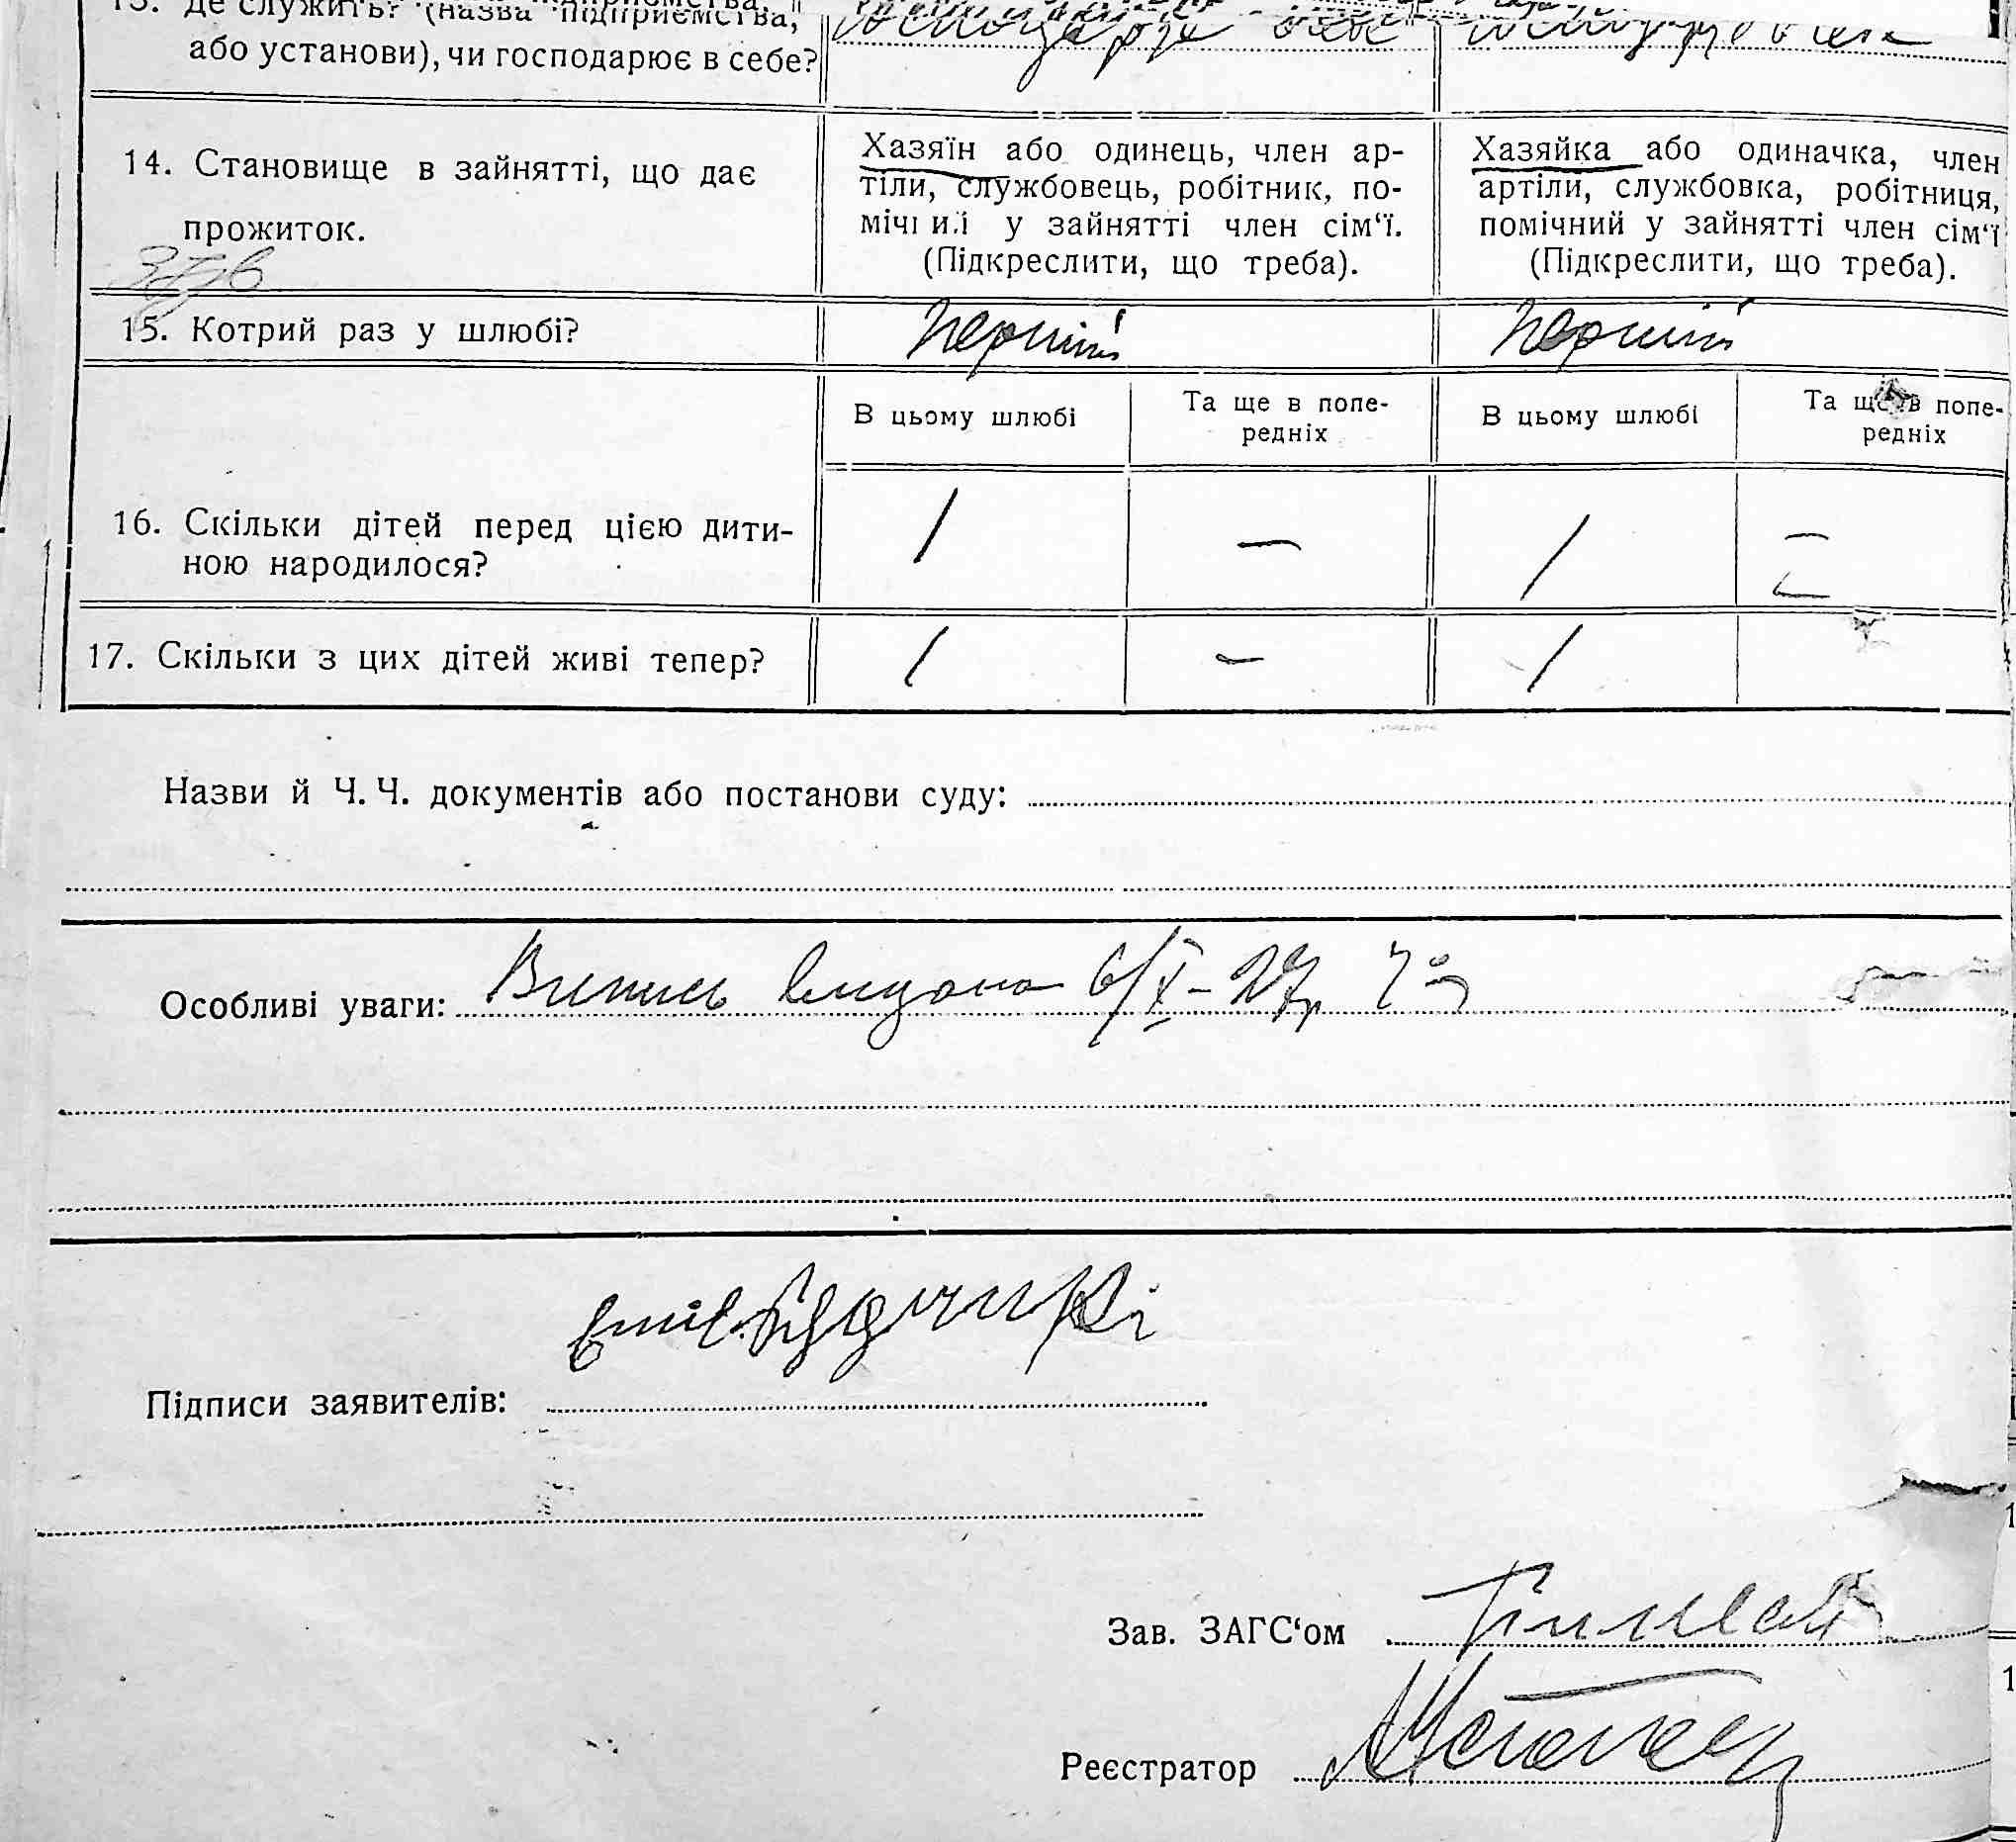 13. Де служить? (назва підприємства,
або установи), чи господарює в себе?
14. Становище в зайнятті, що дає
прожиток.
Хазяїн або одинець, член ар-
тіли, службовець, робітник, по-
мічний у зайнятті член сім‘ї.
(Підкреслити, що треба).
Хазяйка або одиначка, член
артіли, службовка, робітниця,
помічний у зайнятті член сім‘ї
(Підкреслити, що треба).
15. Котрий раз у шлюбі?
перший
перший
В цьому шлюбі
Та ще в попе-
редніх
В цьому шлюбі
Та ще в попе-
редніх
16. Скільки дітей перед цією дити-
ною народилося?
1 — 1 —
17. Скільки з цих дітей живі тепер?
1 — 1 —
Назви й Ч. Ч. документів або постанови суду:
Особливі уваги: Випись видана 6/X – 27р
Підписи заявителів:
Зав. ЗАГС‘ом
Реєстратор